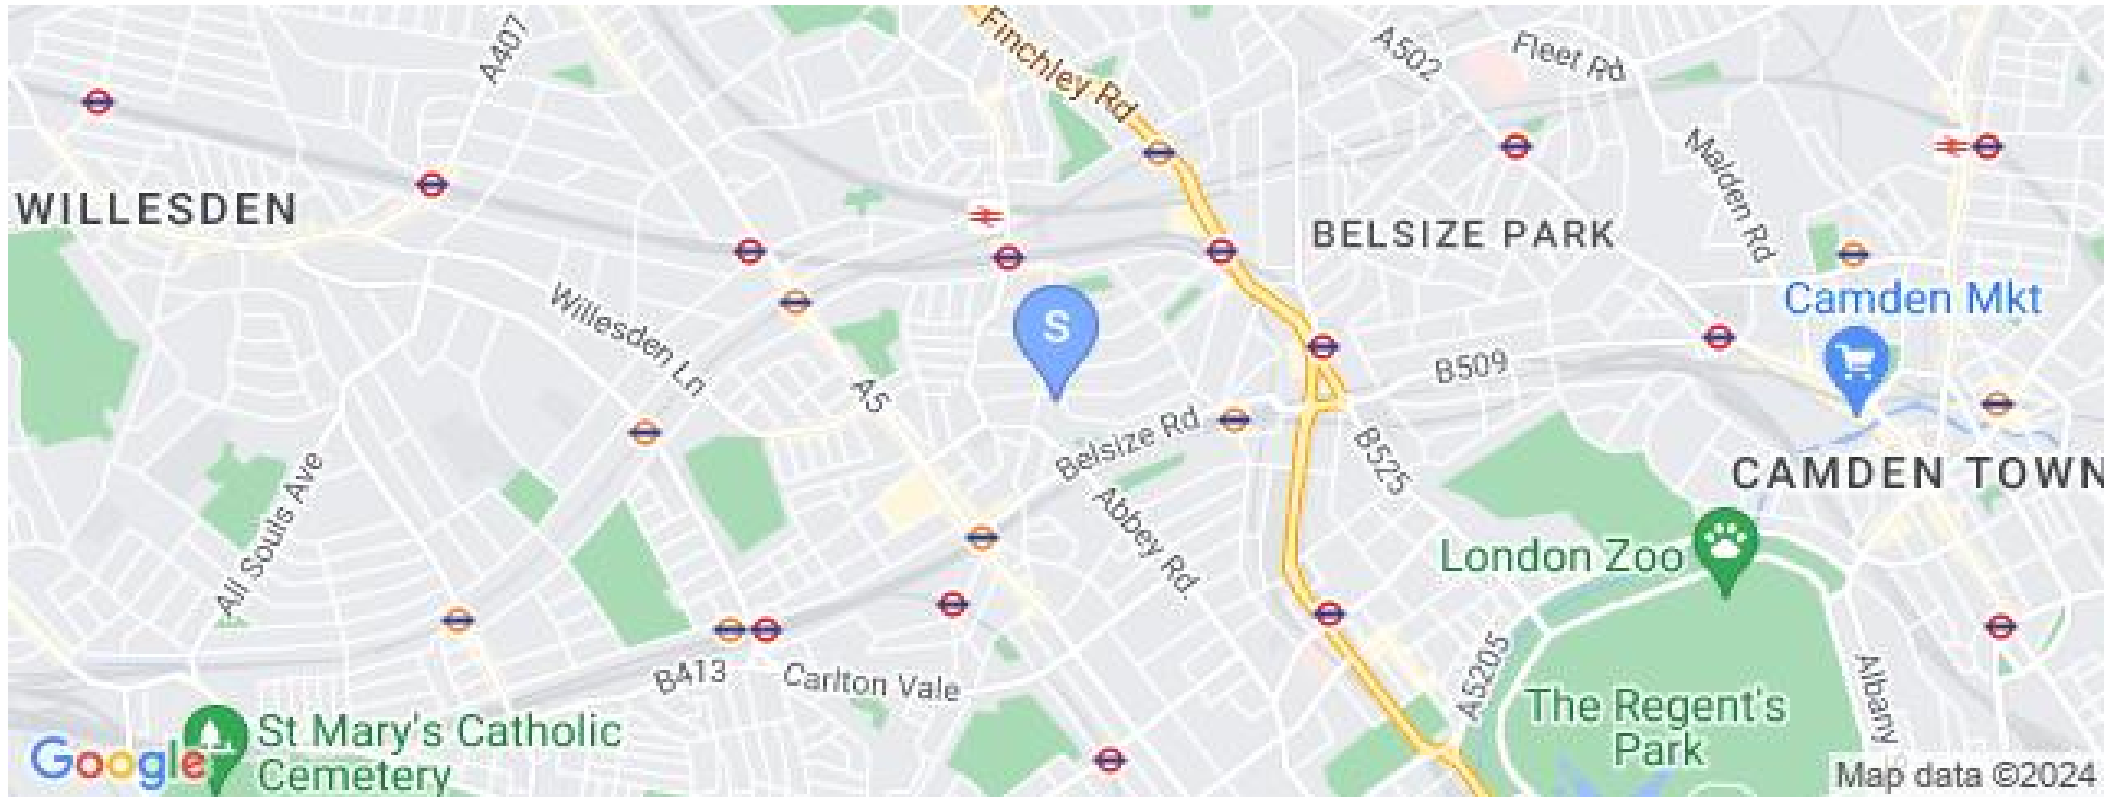 A407
Finchley Rd
A502
Fleet Rd
Malden Rd
WILLESDEN
BELSIZE PARK
Camden Mkt
Willesden Ln
S
A5
B509
Belsize Rd
B525
CAMDEN TOWN
All Souls Ave
Abbey Rd.
London Zoo
B413
Carlton Vale
A5205
Albany
The Regent's
Park
St Mary's Catholic
Cemetery
Google
Map data ©2024